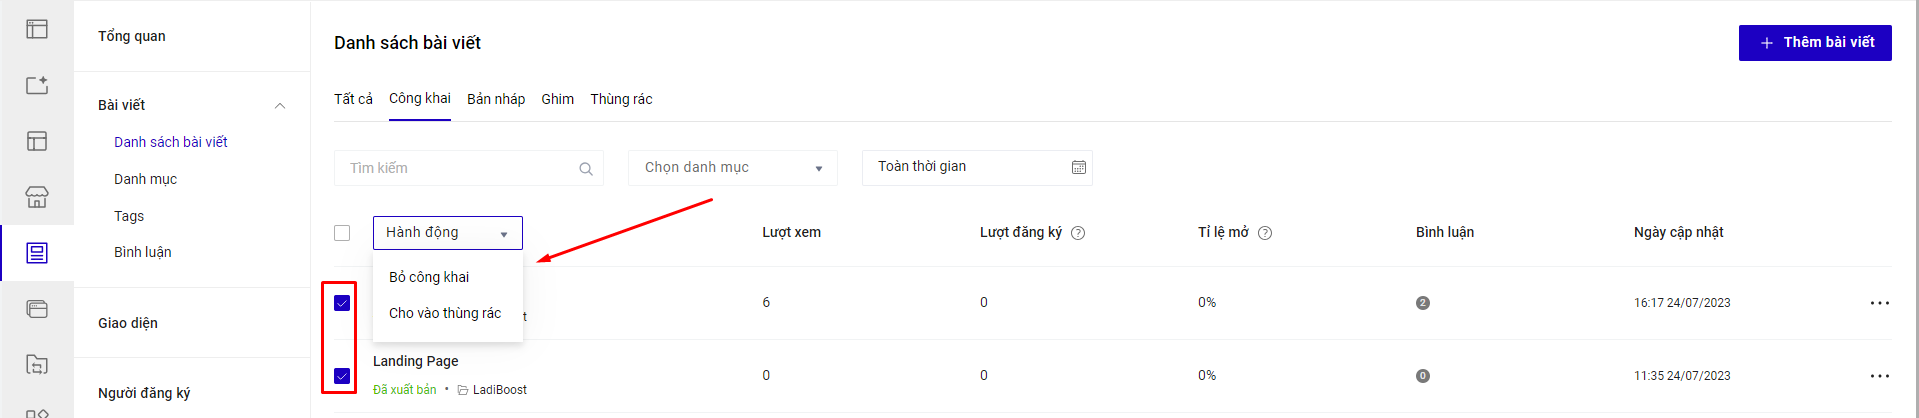 Tổng quan
Bài viết
Danh sách bài viết
Danh mục
Tags
Bình luận
Giao diện
Người đăng ký
Danh sách bài viết
+ Thêm bài viết
Tất cả Công khai Bản nháp Ghim Thùng rác
Tìm kiếm Chọn danh mục Toàn thời gian
Hành động Lượt xem Lượt đăng ký ? Tỉ lệ mở ? Bình luận Ngày cập nhật
Bỏ công khai
Cho vào thùng rác
6 0 0% 2 16:17 24/07/2023
Landing Page
Đã xuất bản • LadiBoost
0 0 0% 0 11:35 24/07/2023